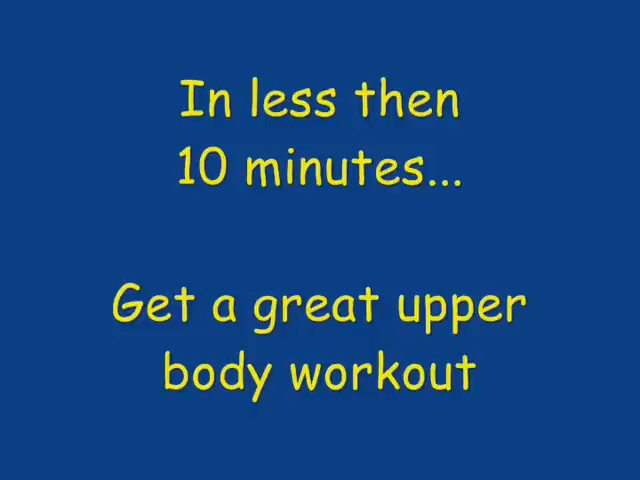 In less then
10 minutes...
Get a great upper
body workout